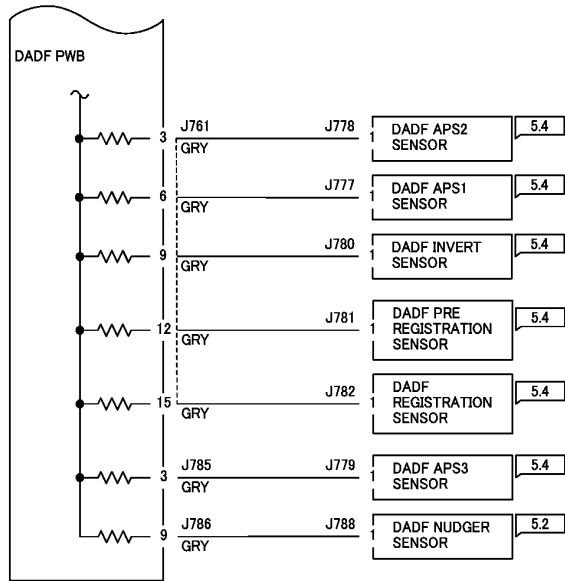 DADF PWB
3 J761 GRY J778 1 DADF APS2 SENSOR 5.4
6 GRY J777 1 DADF APS1 SENSOR 5.4
9 GRY J780 1 DADF INVERT SENSOR 5.4
12 GRY J781 1 DADF PRE REGISTRATION SENSOR 5.4
15 GRY J782 1 DADF REGISTRATION SENSOR 5.4
3 J785 GRY J779 1 DADF APS3 SENSOR 5.4
9 J786 GRY J788 1 DADF NUDGER SENSOR 5.2